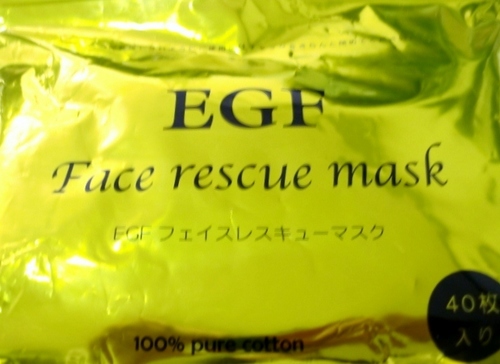 EGF
Face rescue mask
EGF フェイスレスキューマスク
40枚
入り
100% pure cotton